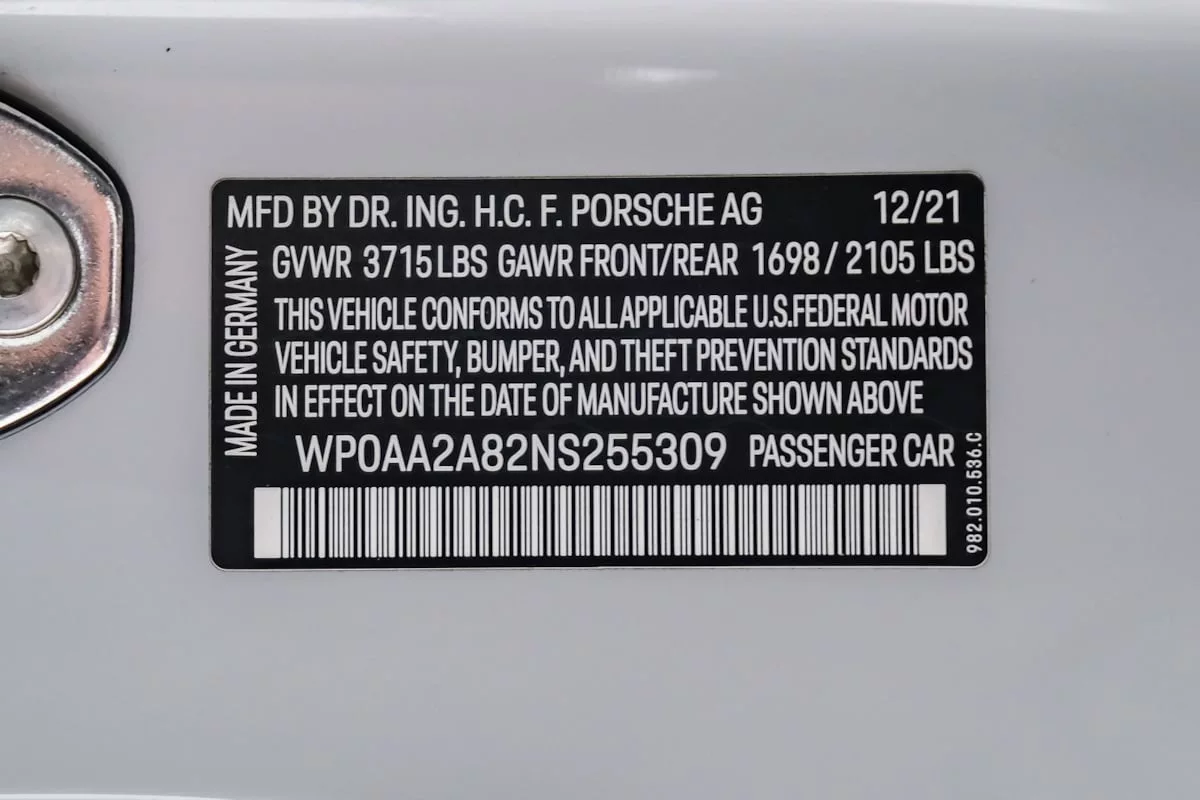 MFD BY DR. ING. H.C. F. PORSCHE AG 12/21
GVWR 3715 LBS GAWR FRONT/REAR 1698 / 2105 LBS
THIS VEHICLE CONFORMS TO ALL APPLICABLE U.S.FEDERAL MOTOR
VEHICLE SAFETY, BUMPER, AND THEFT PREVENTION STANDARDS
IN EFFECT ON THE DATE OF MANUFACTURE SHOWN ABOVE
WP0AA2A82NS255309 PASSENGER CAR
MADE IN GERMANY
982.010.536.C